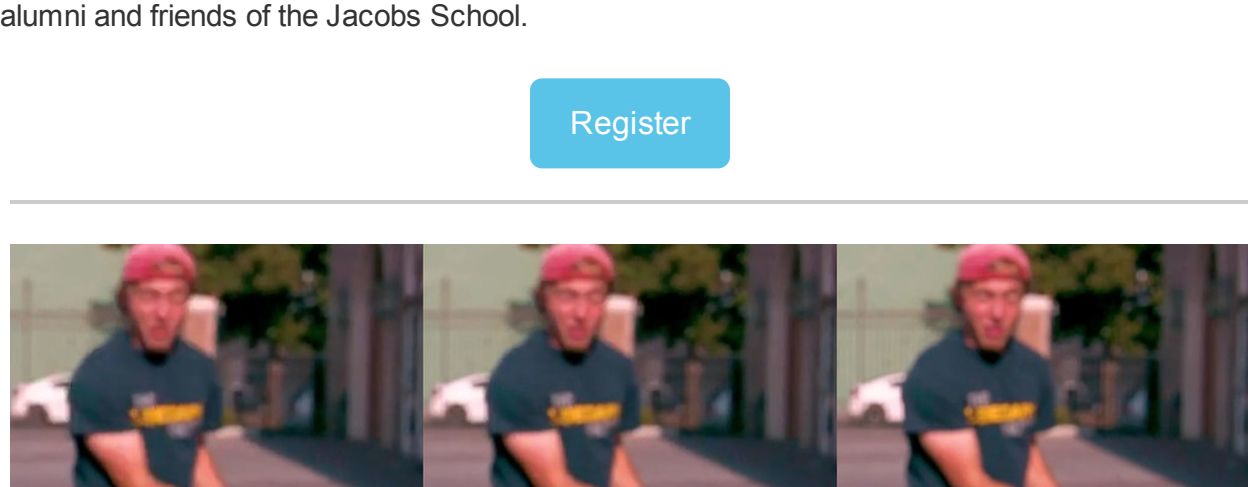 alumni and friends of the Jacobs School.
Register